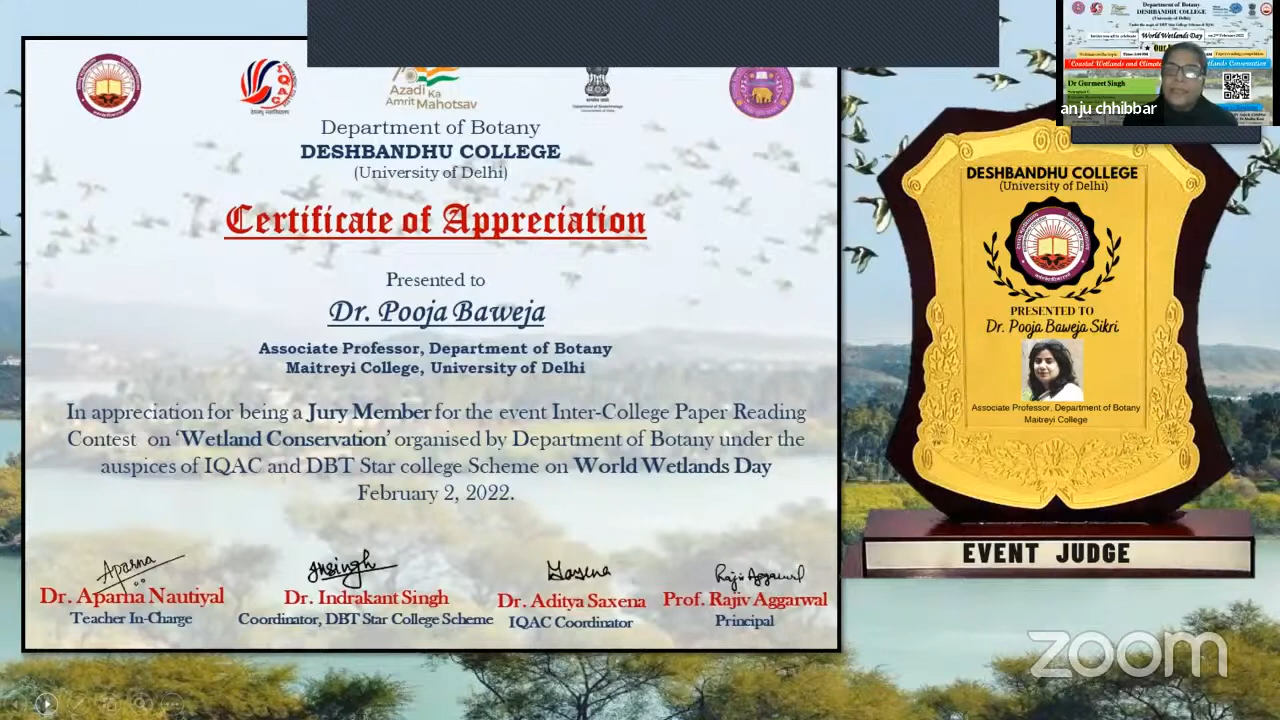 Azadi Ka
Amrit Mahotsav
Department of Botany
DESHBANDHU COLLEGE
(University of Delhi)
Certificate of Appreciation
Presented to
Dr. Pooja Baweja
Associate Professor, Department of Botany
Maitreyi College, University of Delhi
In appreciation for being a Jury Member for the event Inter-College Paper Reading
Contest on ‘Wetland Conservation’ organised by Department of Botany under the
auspices of IQAC and DBT Star college Scheme on World Wetlands Day
February 2, 2022.
Aparna
Dr. Aparna Nautiyal
Teacher In-Charge
Dr. Indrakant Singh
Coordinator, DBT Star College Scheme
Dr. Aditya Saxena
IQAC Coordinator
Prof. Rajiv Aggarwal
Principal
Department of Botany
DESHBANDHU COLLEGE
(University of Delhi)
World Wetlands Day
Dr Gurmeet Singh
anju chhibbar
DESHBANDHU COLLEGE
(University of Delhi)
PRESENTED TO
Dr. Pooja Baweja Sikri
Associate Professor, Department of Botany
Maitreyi College
EVENT JUDGE
zoom